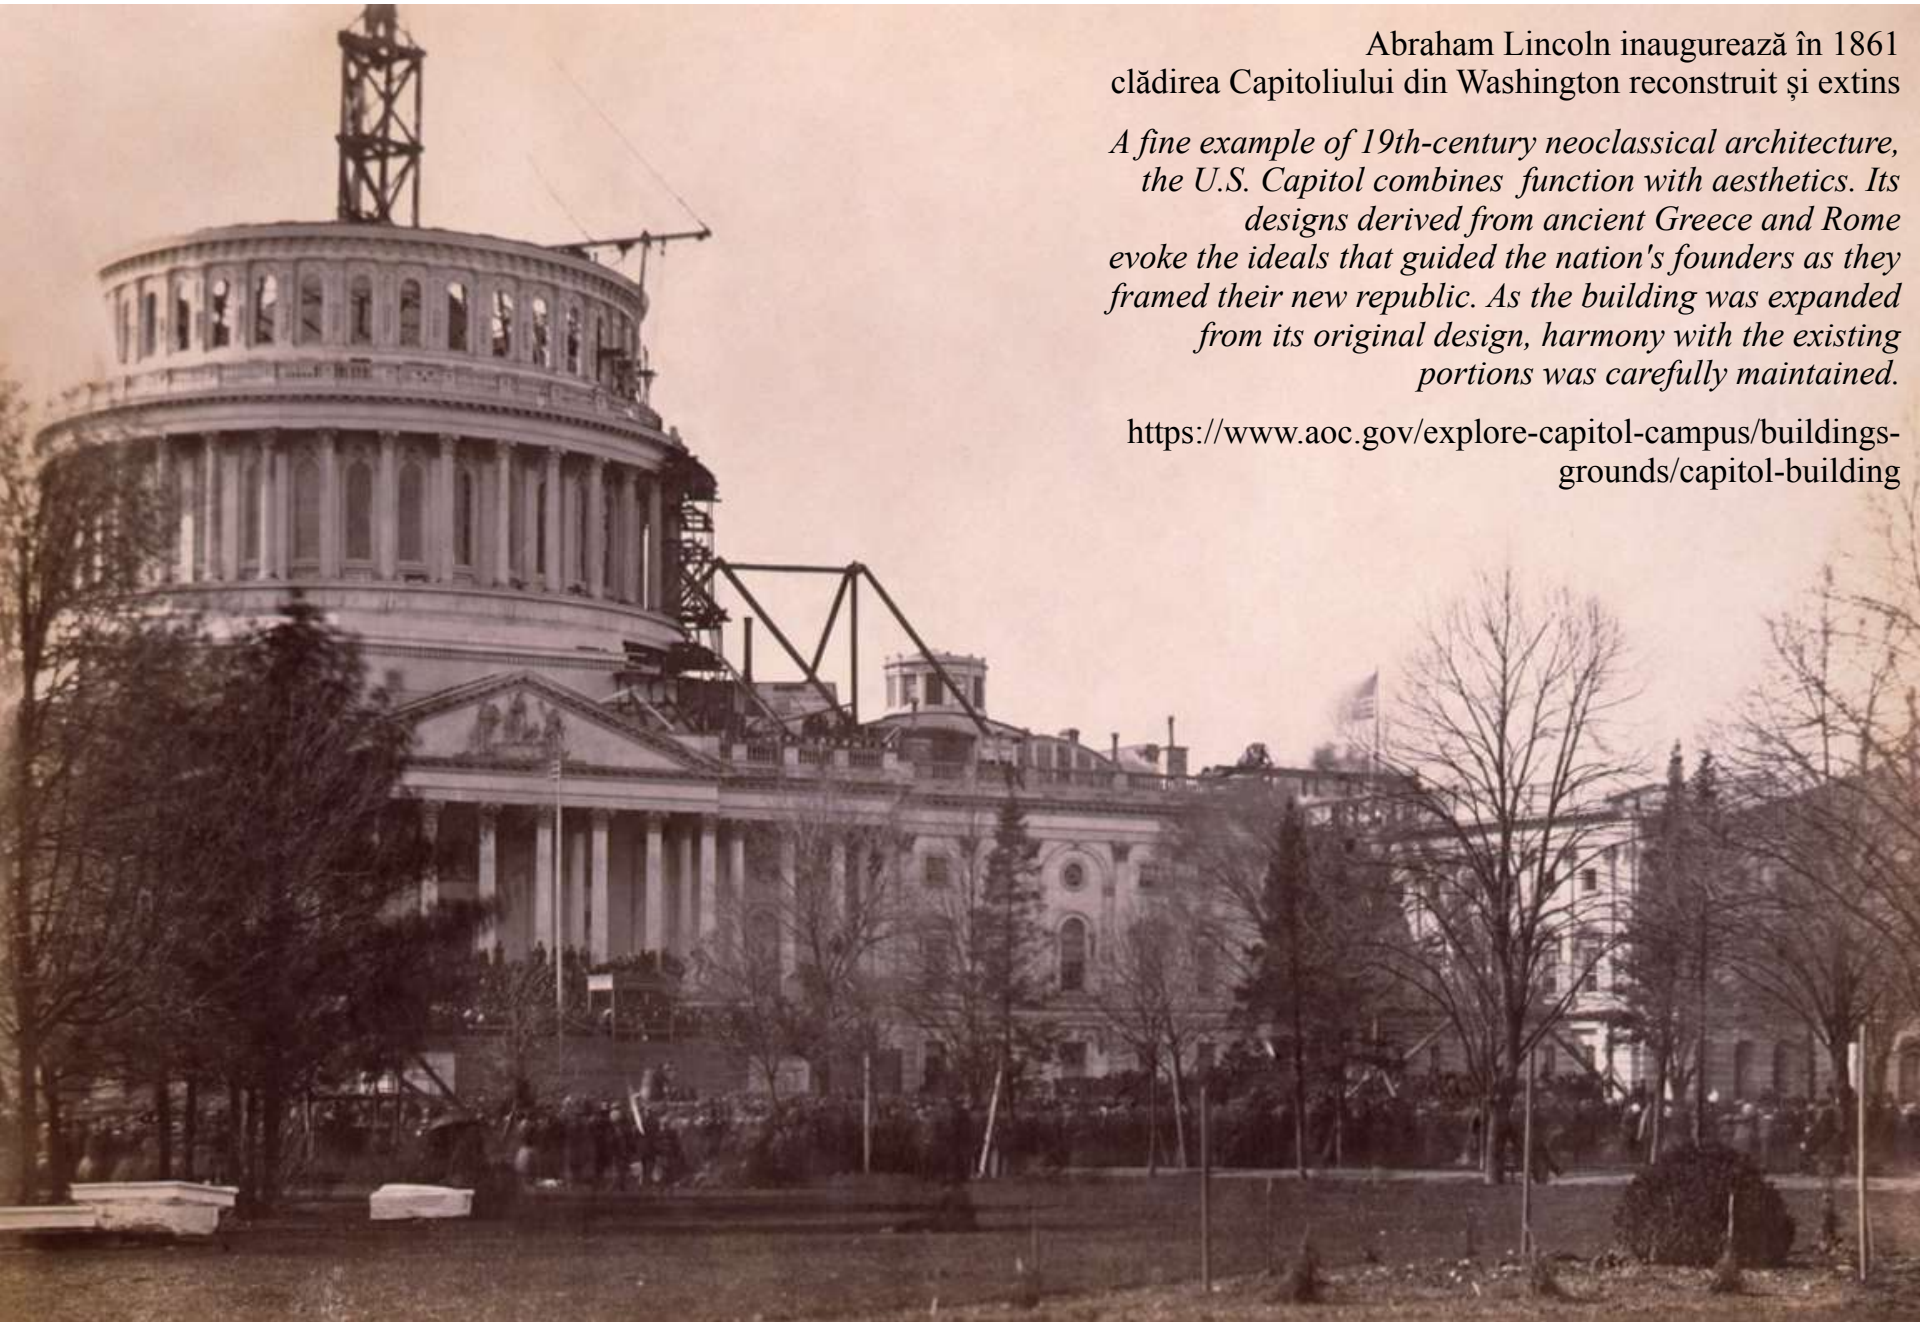 Abraham Lincoln inaugurează în 1861
clădirea Capitoliului din Washington reconstruit și extins
A fine example of 19th-century neoclassical architecture,
the U.S. Capitol combines function with aesthetics. Its
designs derived from ancient Greece and Rome
evoke the ideals that guided the nation's founders as they
framed their new republic. As the building was expanded
from its original design, harmony with the existing
portions was carefully maintained.
https://www.aoc.gov/explore-capitol-campus/buildings-
grounds/capitol-building